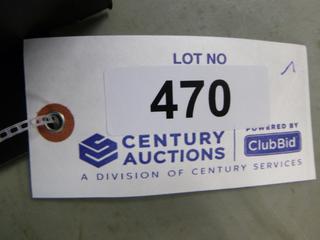 LOT NO
470
CENTURY
AUCTIONS
POWERED BY
ClubBid
A DIVISION OF CENTURY SERVICES